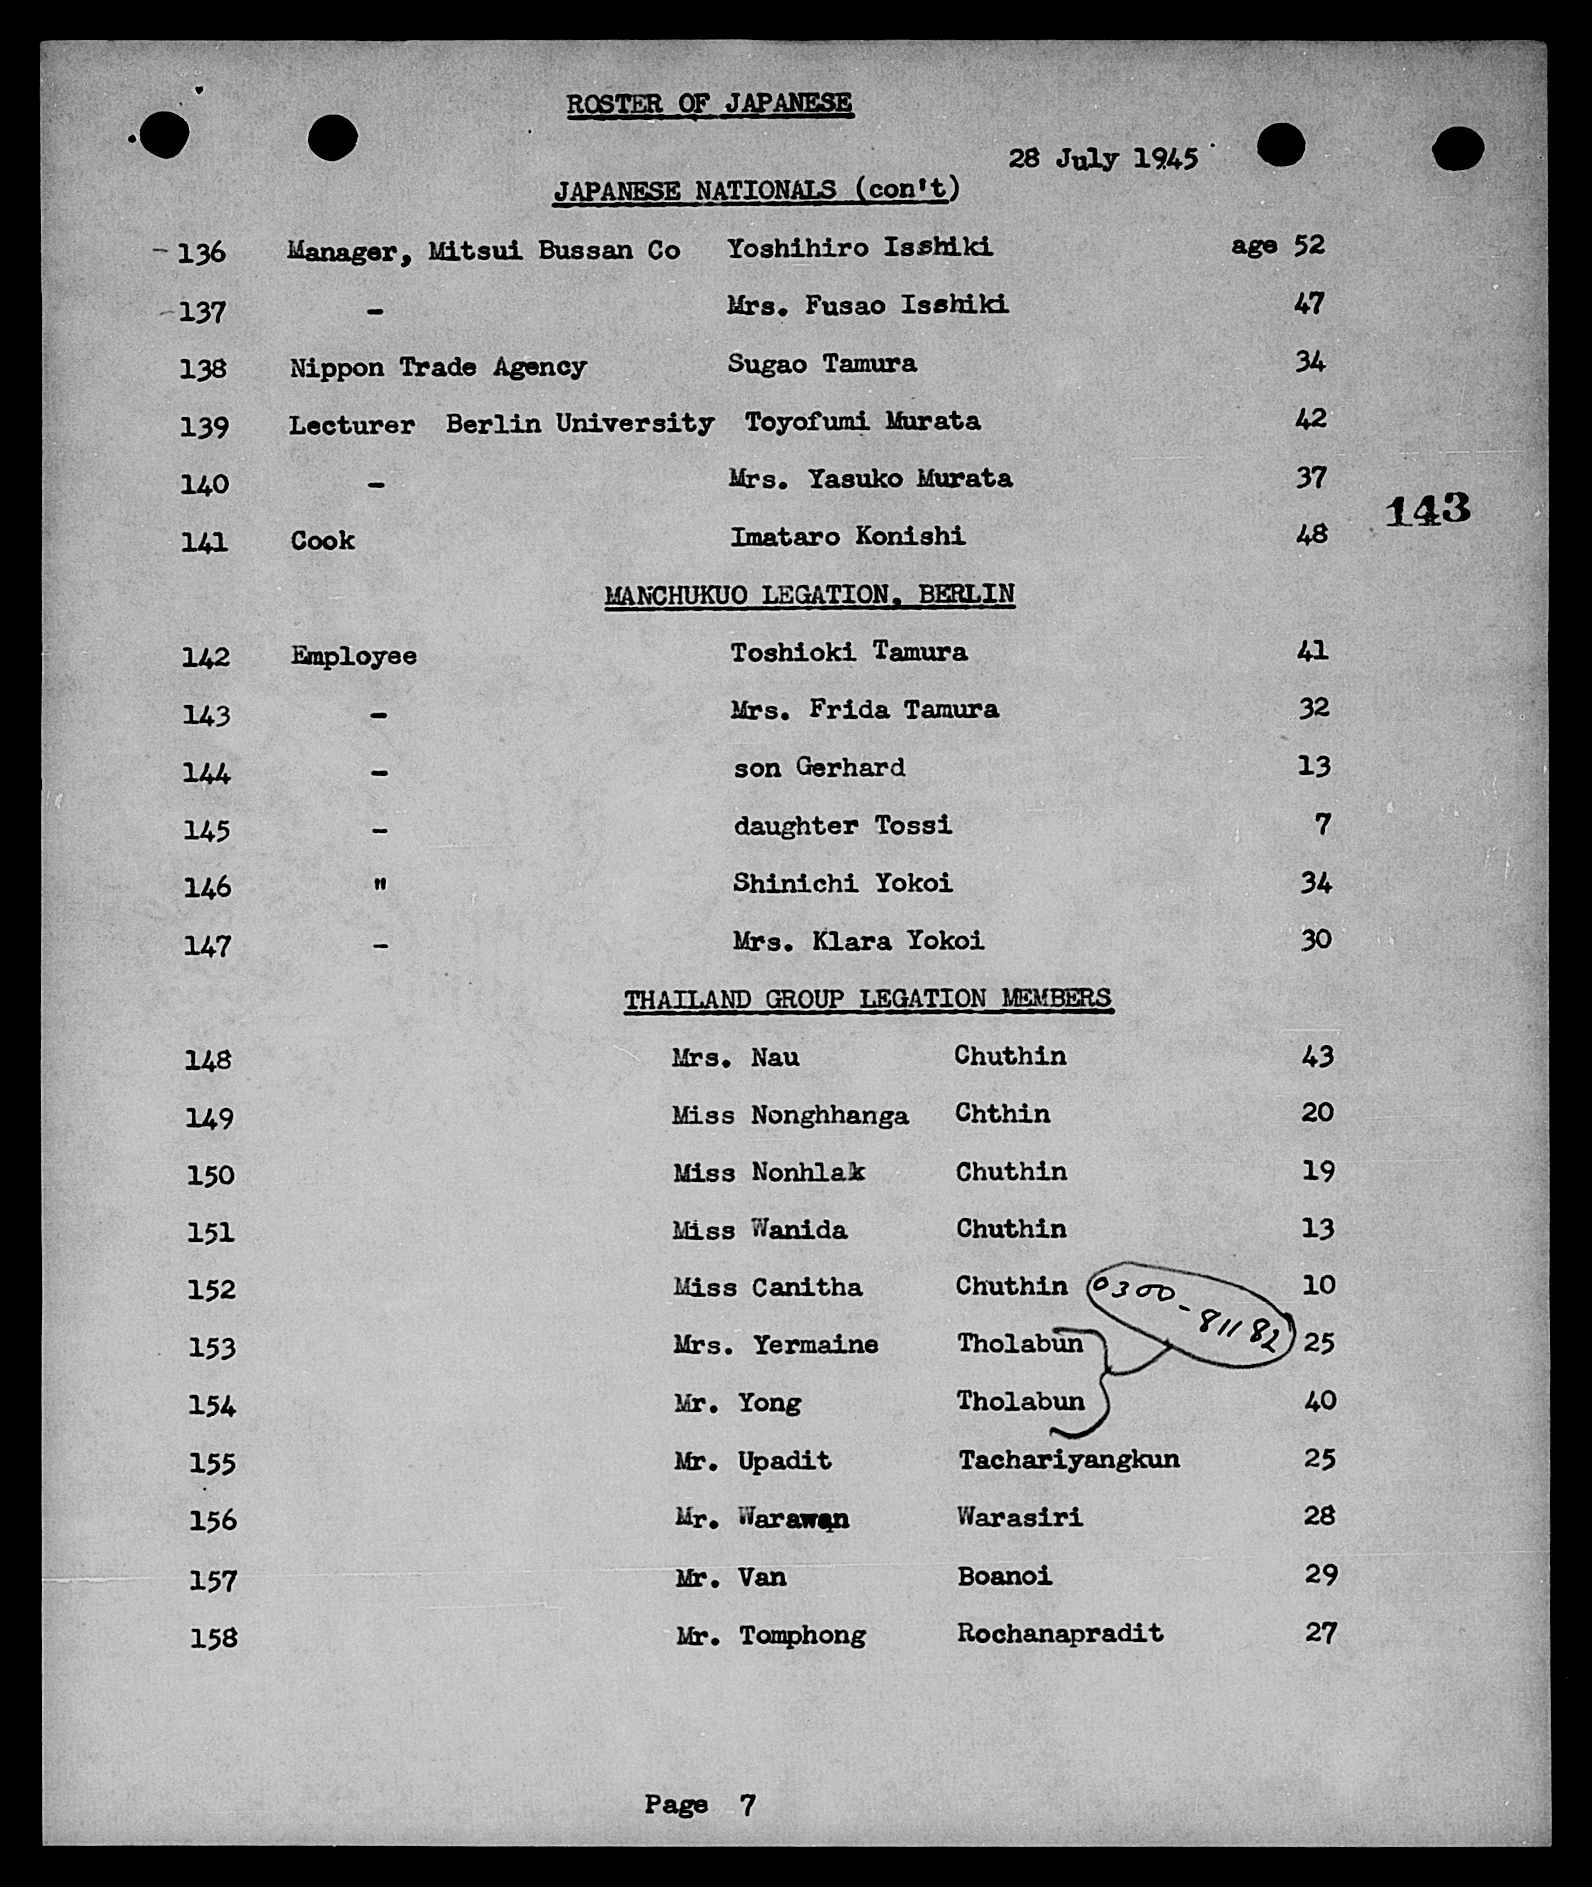 ROSTER OF JAPANESE
28 July 1945
JAPANESE NATIONALS (con't)
136 Manager, Mitsui Bussan Co Yoshihiro Isshiki age 52
137 - Mrs. Fusao Isshiki 47
138 Nippon Trade Agency Sugao Tamura 34
139 Lecturer Berlin University Toyofumi Murata 42
140 - Mrs. Yasuko Murata 37
143
141 Cook Imataro Konishi 48
MANCHUKUO LEGATION, BERLIN
142 Employee Toshioki Tamura 41
143 - Mrs. Frida Tamura 32
144 - son Gerhard 13
145 - daughter Tossi 7
146 " Shinichi Yokoi 34
147 - Mrs. Klara Yokoi 30
THAILAND GROUP LEGATION MEMBERS
148 Mrs. Nau Chuthin 43
149 Miss Nonghhanga Chthin 20
150 Miss Nonhlak Chuthin 19
151 Miss Wanida Chuthin 13
152 Miss Canitha Chuthin 10
0300-81182
153 Mrs. Yermaine Tholabun 25
154 Mr. Yong Tholabun 40
155 Mr. Upadit Tachariyangkun 25
156 Mr. Warawan Warasiri 28
157 Mr. Van Boanoi 29
158 Mr. Tomphong Rochanapradit 27
Page 7